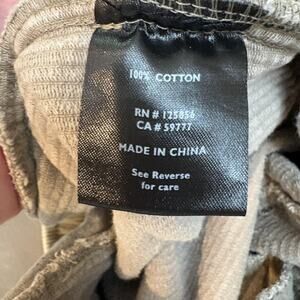 100% COTTON
RN # 125856
CA # 59777
MADE IN CHINA
See Reverse
for care